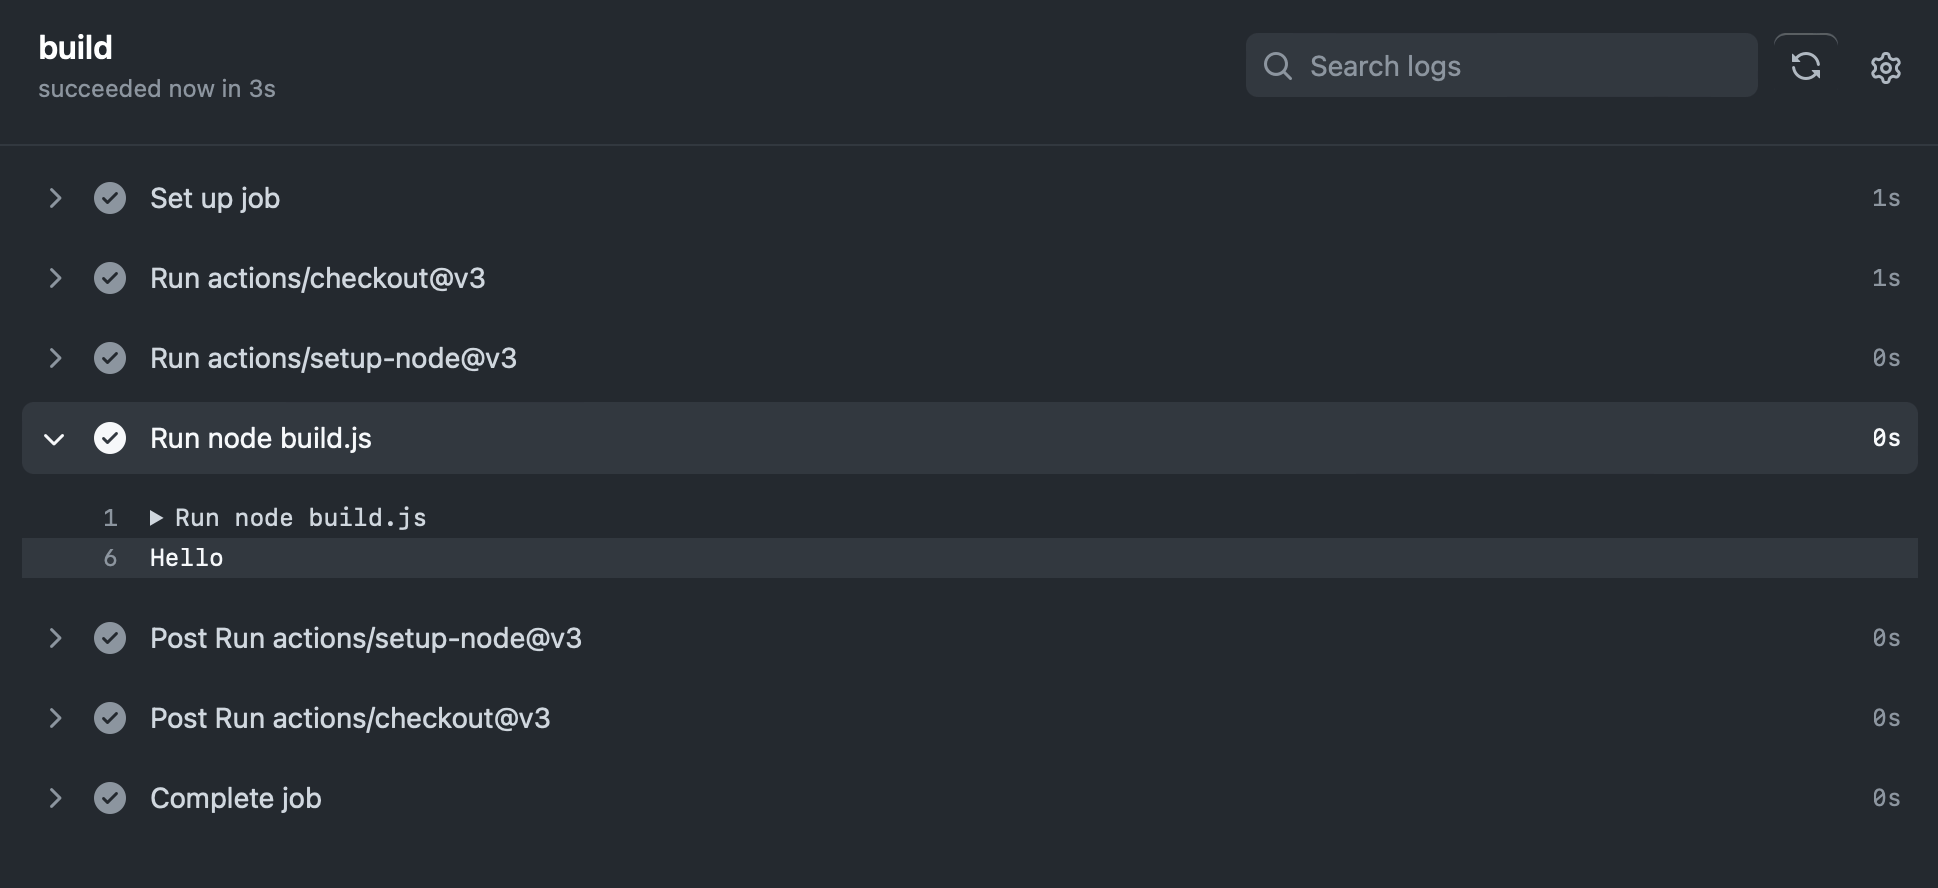 build
succeeded now in 3s
Search logs
Set up job 1s
Run actions/checkout@v3 1s
Run actions/setup-node@v3 0s
Run node build.js 0s
1 ▶ Run node build.js
6 Hello
Post Run actions/setup-node@v3 0s
Post Run actions/checkout@v3 0s
Complete job 0s